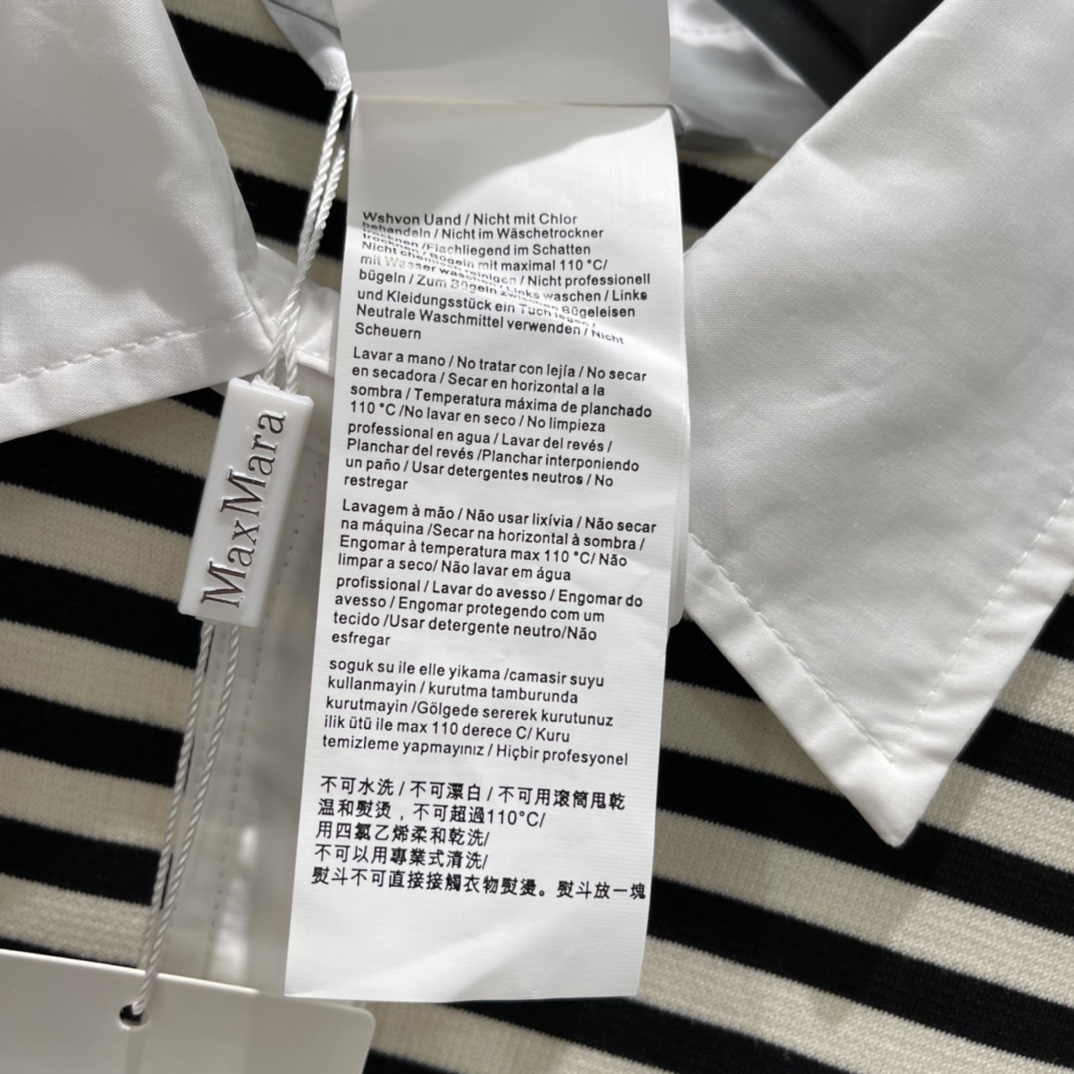 MaxMara
Wshvon Uand / Nicht mit Chlor
behandeln / Nicht im Wäschetrockner
trocknen /Flachliegend im Schatten
trocknen / Bügeln mit maximal 110 °C/
Nicht chemisch reinigen / Nicht professionell
mit Wasser waschen / Links waschen / Links
bügeln / Zum Bügeln zwischen Bügeleisen
und Kleidungsstück ein Tuch legen /
Neutrale Waschmittel verwenden / Nicht
Scheuern
Lavar a mano / No tratar con lejía / No secar
en secadora / Secar en horizontal a la
sombra / Temperatura máxima de planchado
110 °C /No lavar en seco / No limpieza
professional en agua / Lavar del revés /
Planchar del revés /Planchar interponiendo
un paño / Usar detergentes neutros / No
restregar
Lavagem à mão / Não usar lixívia / Não secar
na máquina /Secar na horizontal à sombra /
Engomar à temperatura max 110 °C/ Não
limpar a seco/ Não lavar em água
profissional / Lavar do avesso / Engomar do
avesso / Engomar protegendo com um
tecido /Usar detergente neutro/Não
esfregar
soguk su ile elle yikama /camasir suyu
kullanmayin / kurutma tamburunda
kurutmayin /Gölgede sererek kurutunuz
ilik ütü ile max 110 derece C/ Kuru
temizleme yapmayınız / Hiçbir profesyonel
不可水洗 / 不可漂白 / 不可用滚筒甩乾
温和熨烫，不可超過110°C/
用四氯乙烯柔和乾洗/
不可以用專業式清洗/
熨斗不可直接接觸衣物熨燙。熨斗放一塊